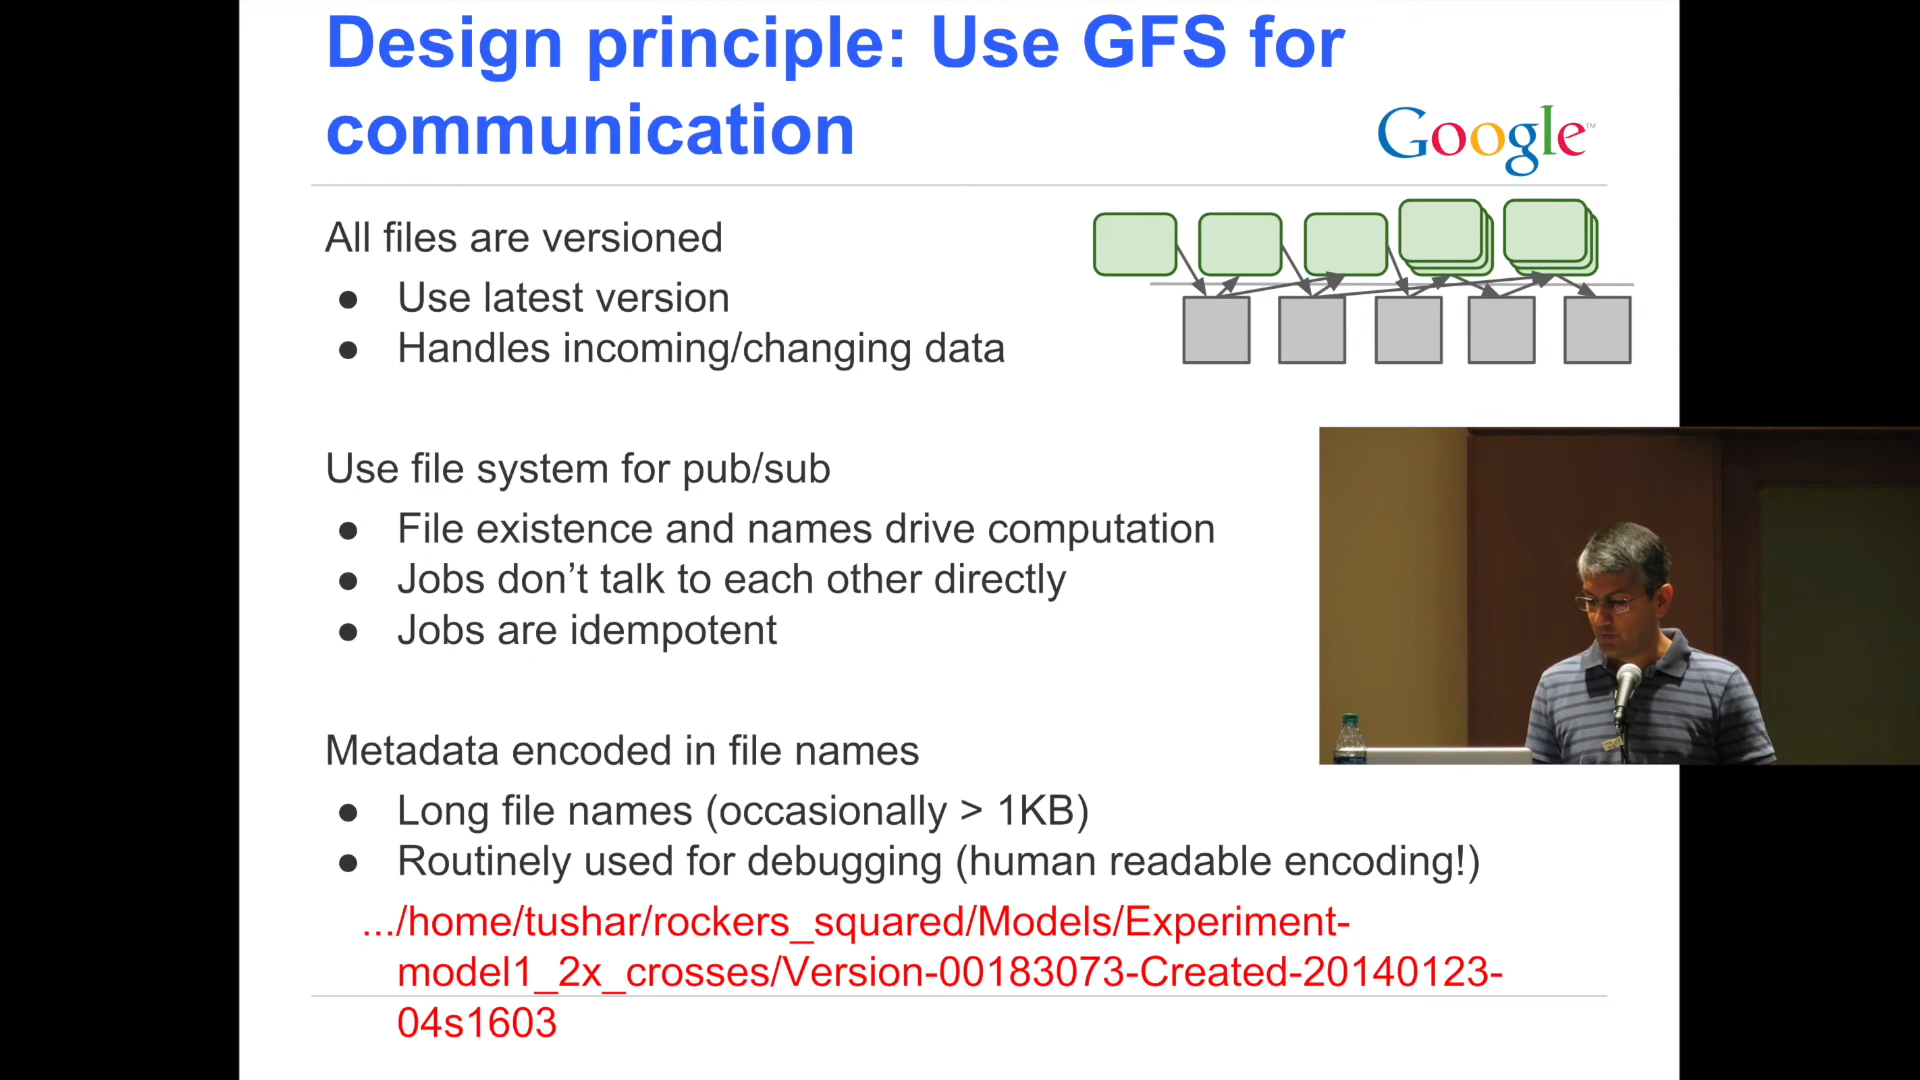 Design principle: Use GFS for
communication
Google™
All files are versioned
● Use latest version
● Handles incoming/changing data
Use file system for pub/sub
● File existence and names drive computation
● Jobs don’t talk to each other directly
● Jobs are idempotent
Metadata encoded in file names
● Long file names (occasionally > 1KB)
● Routinely used for debugging (human readable encoding!)
.../home/tushar/rockers_squared/Models/Experiment-
model1_2x_crosses/Version-00183073-Created-20140123-
04s1603